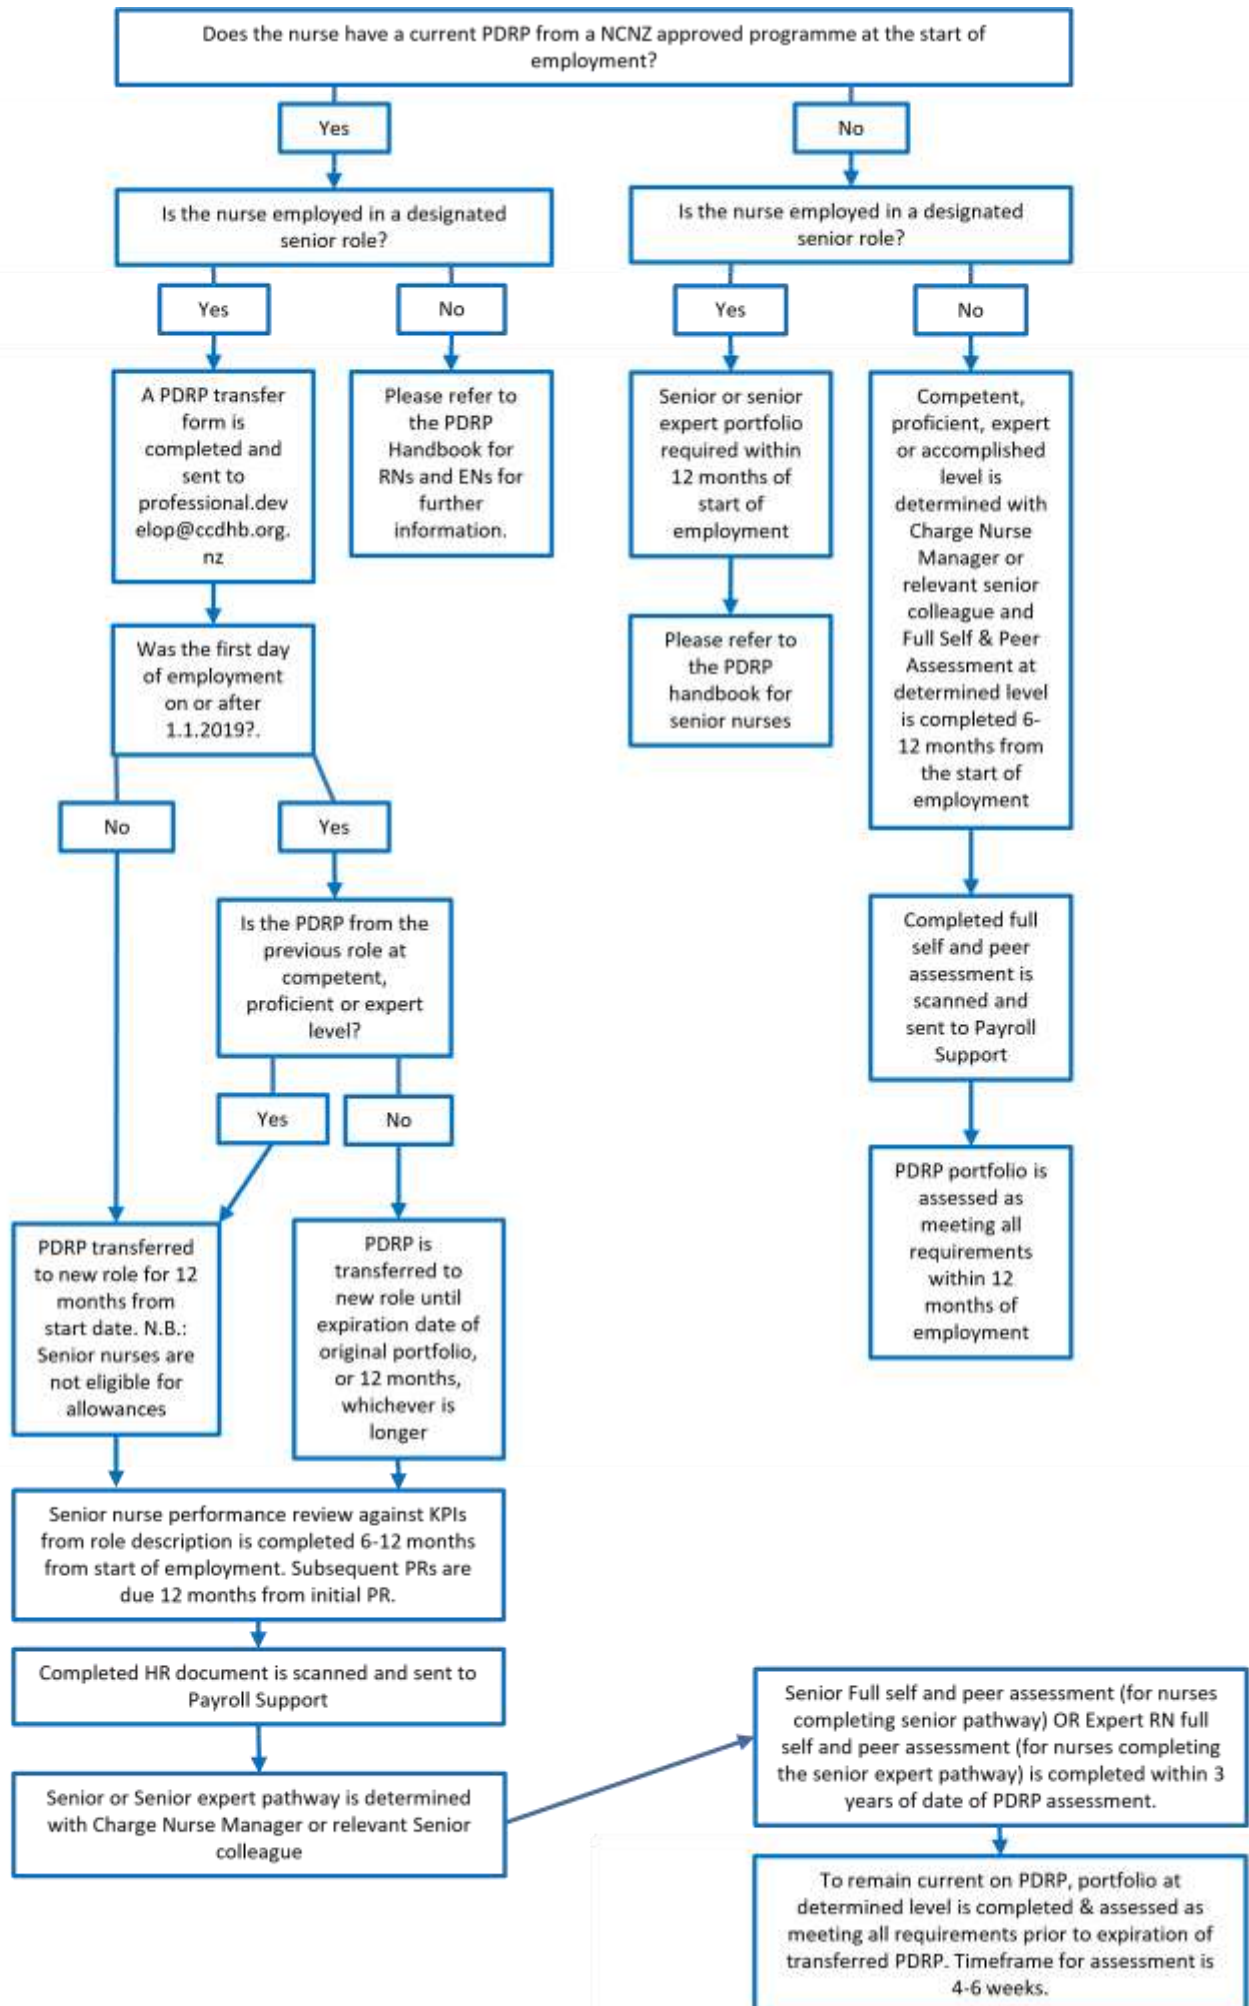 Does the nurse have a current PDRP from a NCNZ approved programme at the start of
employment?
Yes
No
Is the nurse employed in a designated
senior role?
Is the nurse employed in a designated
senior role?
Yes
No
Yes
No
A PDRP transfer
form is
completed and
sent to
professional.dev
elop@ccdhb.org.
nz
Please refer to
the PDRP
Handbook for
RNs and ENs for
further
information.
Senior or senior
expert portfolio
required within
12 months of
start of
employment
Competent,
proficient, expert
or accomplished
level is
determined with
Charge Nurse
Manager or
relevant senior
colleague and
Full Self & Peer
Assessment at
determined level
is completed 6-
12 months from
the start of
employment
Was the first day
of employment
on or after
1.1.2019?.
Please refer to
the PDRP
handbook for
senior nurses
No
Yes
Is the PDRP from the
previous role at
competent,
proficient or expert
level?
Completed full
self and peer
assessment is
scanned and
sent to Payroll
Support
Yes
No
PDRP portfolio is
assessed as
meeting all
requirements
within 12
months of
employment
PDRP transferred
to new role for 12
months from
start date. N.B.:
Senior nurses are
not eligible for
allowances
PDRP is
transferred to
new role until
expiration date of
original portfolio,
or 12 months,
whichever is
longer
Senior nurse performance review against KPIs
from role description is completed 6-12 months
from start of employment. Subsequent PRs are
due 12 months from initial PR.
Completed HR document is scanned and sent to
Payroll Support
Senior or Senior expert pathway is determined
with Charge Nurse Manager or relevant Senior
colleague
Senior Full self and peer assessment (for nurses
completing senior pathway) OR Expert RN full
self and peer assessment (for nurses completing
the senior expert pathway) is completed within 3
years of date of PDRP assessment.
To remain current on PDRP, portfolio at
determined level is completed & assessed as
meeting all requirements prior to expiration of
transferred PDRP. Timeframe for assessment is
4-6 weeks.